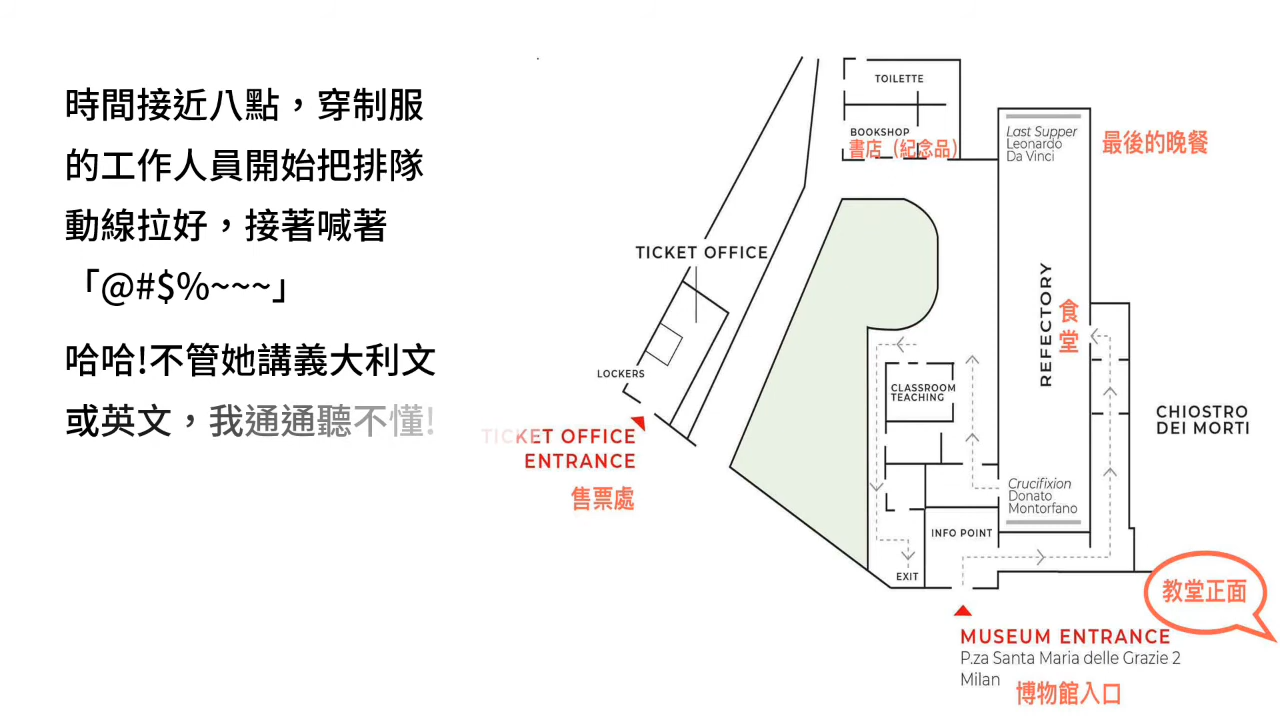 時間接近八點，穿制服
的工作人員開始把排隊
動線拉好，接著喊著
「@#$%~~~」
哈哈!不管她講義大利文
或英文，我通通聽不懂!
TOILETTE
BOOKSHOP
書店（紀念品）
Last Supper
Leonardo
Da Vinci
最後的晚餐
TICKET OFFICE
REFECTORY
食堂
LOCKERS
CLASSROOM
TEACHING
CHIOSTRO
DEI MORTI
TICKET OFFICE
ENTRANCE
售票處
Crucifixion
Donato
Montorfano
INFO POINT
EXIT
教堂正面
MUSEUM ENTRANCE
P.za Santa Maria delle Grazie 2
Milan
博物館入口